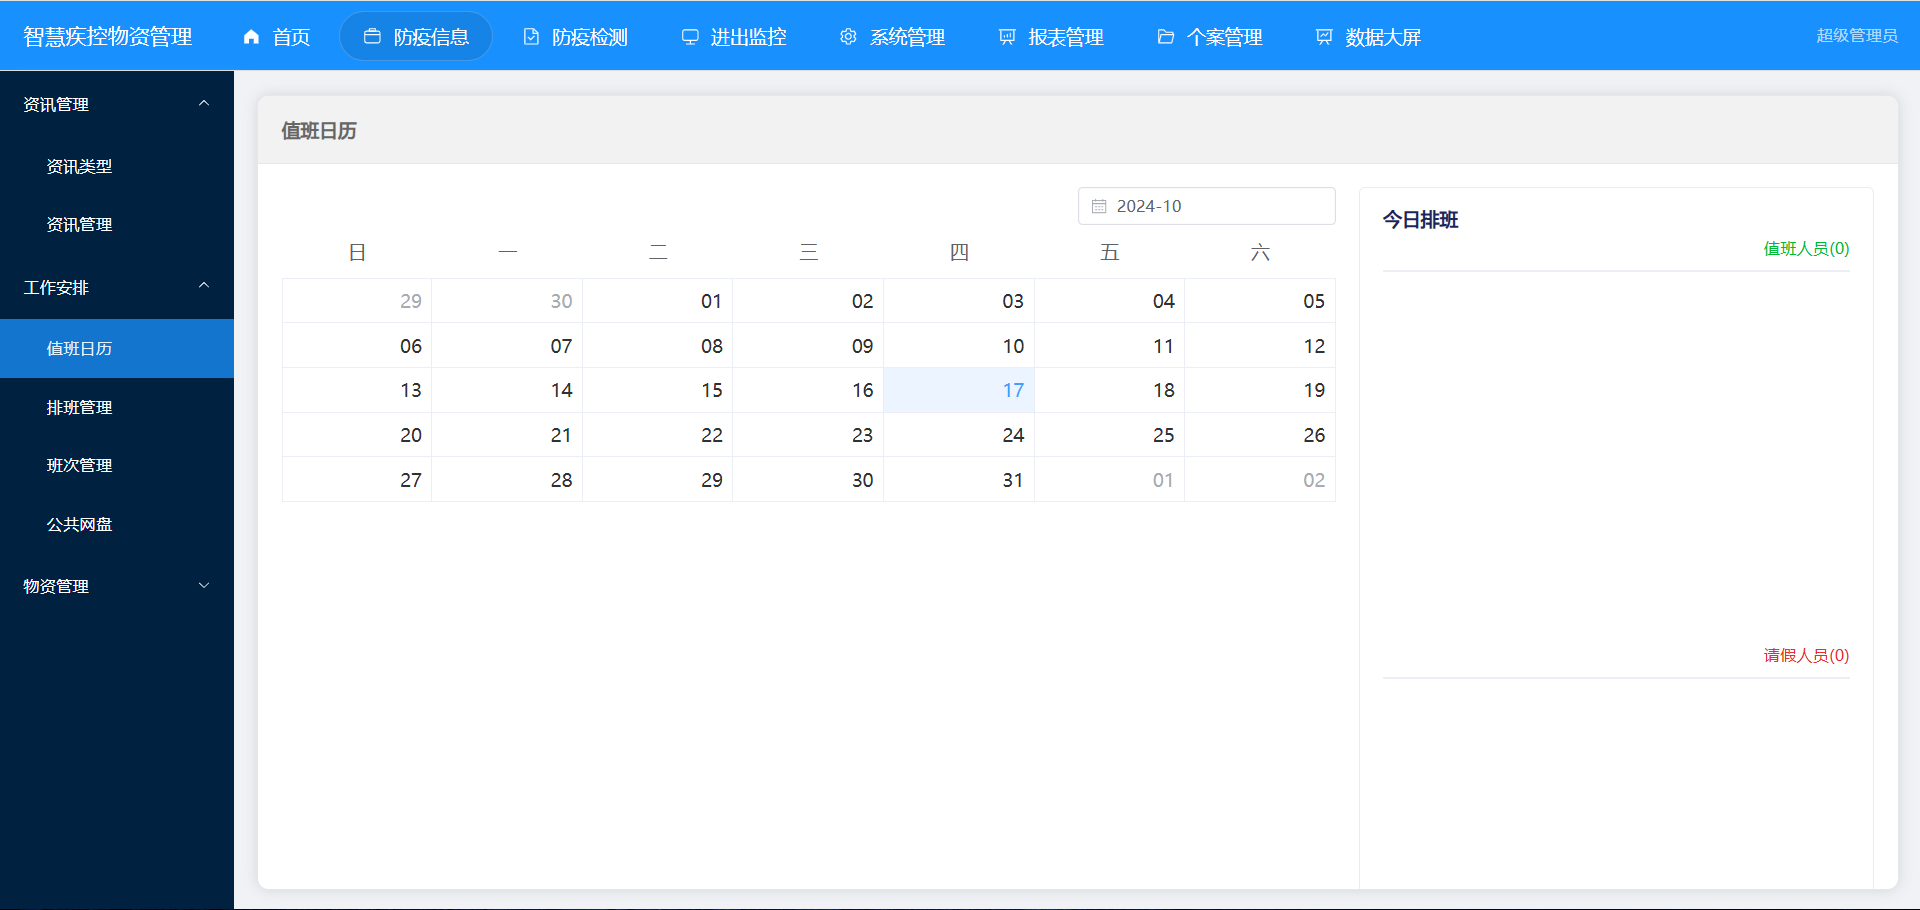 智慧疾控物资管理 首页 防疫信息 防疫检测 进出监控 系统管理 报表管理 个案管理 数据大屏 超级管理员
资讯管理
资讯类型
资讯管理
工作安排
值班日历
排班管理
班次管理
公共网盘
物资管理
值班日历
2024-10
日 一 二 三 四 五 六
29 30 01 02 03 04 05
06 07 08 09 10 11 12
13 14 15 16 17 18 19
20 21 22 23 24 25 26
27 28 29 30 31 01 02
今日排班
值班人员(0)
请假人员(0)